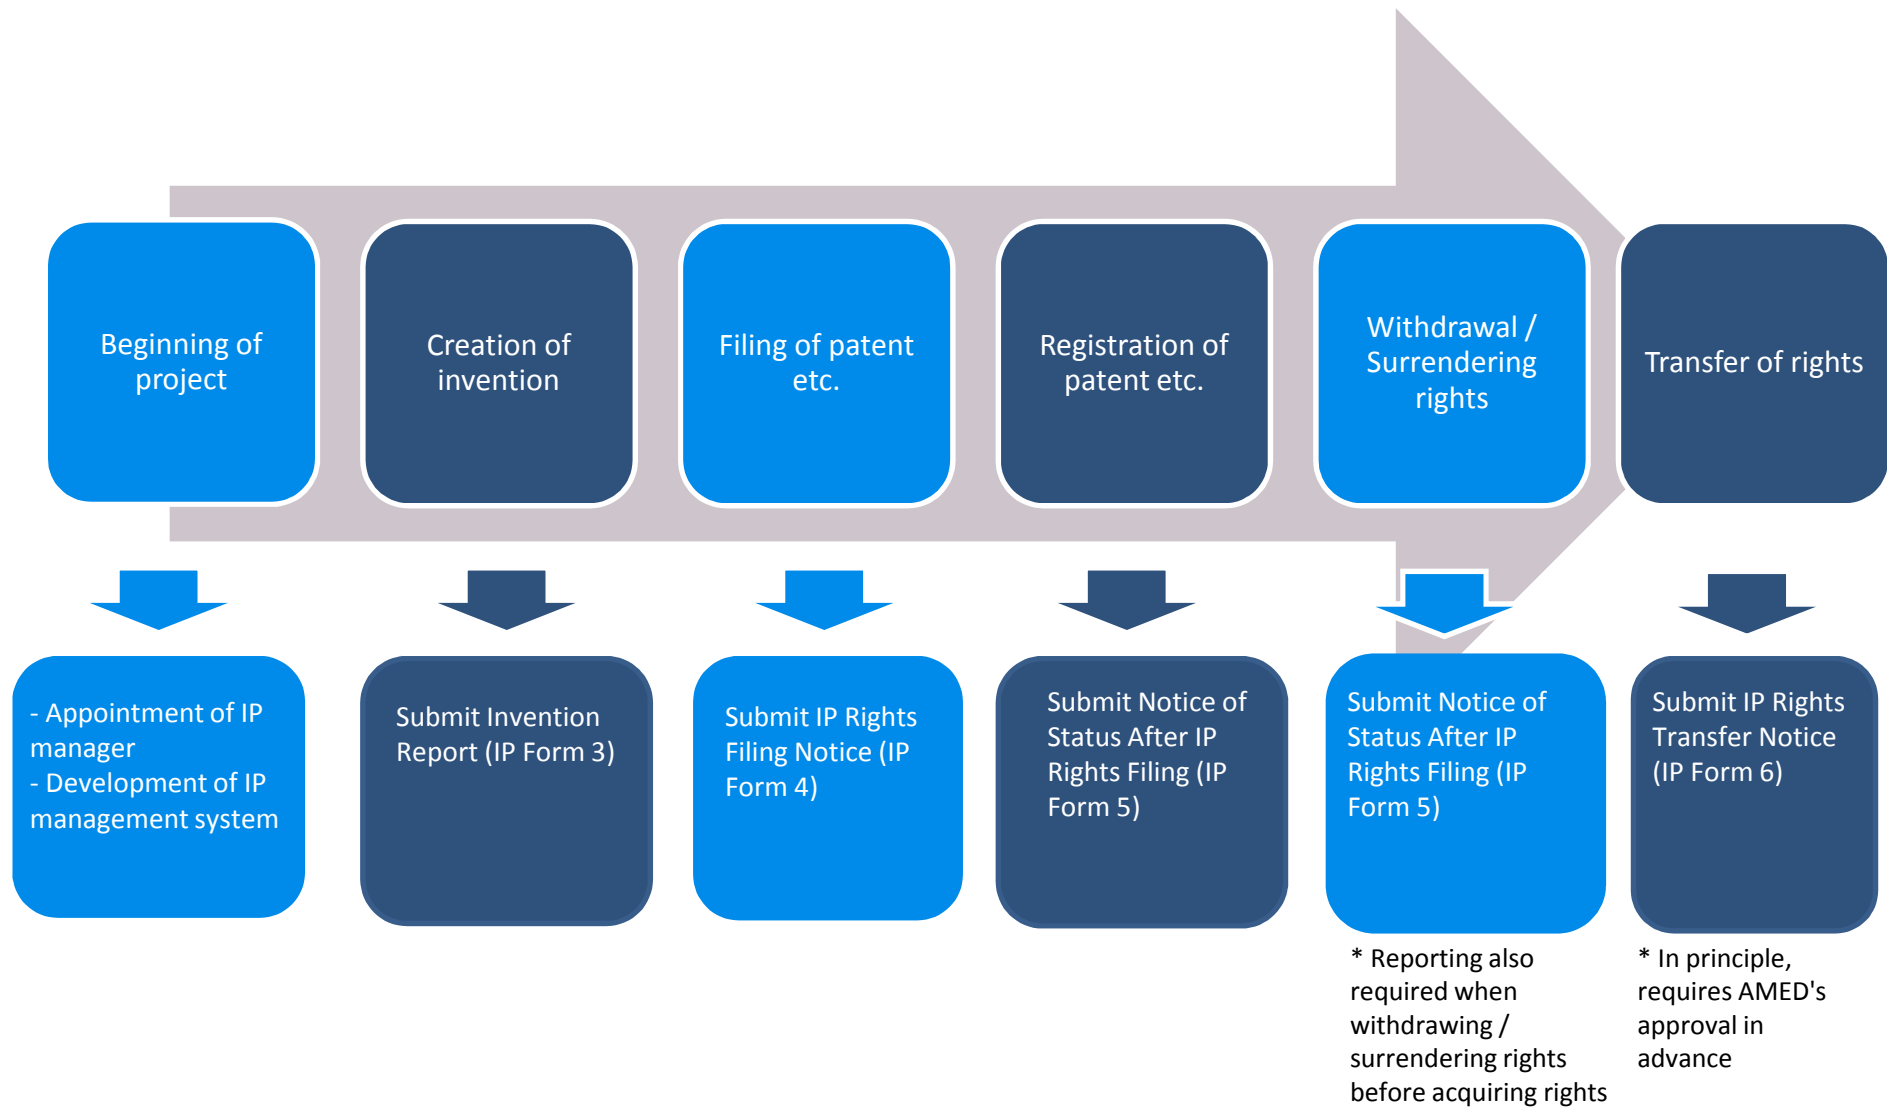 Beginning of
project
Creation of
invention
Filing of patent
etc.
Registration of
patent etc.
Withdrawal /
Surrendering
rights
Transfer of rights
- Appointment of IP
manager
- Development of IP
management system
Submit Invention
Report (IP Form 3)
Submit IP Rights
Filing Notice (IP
Form 4)
Submit Notice of
Status After IP
Rights Filing (IP
Form 5)
Submit Notice of
Status After IP
Rights Filing (IP
Form 5)
Submit IP Rights
Transfer Notice
(IP Form 6)
* Reporting also
required when
withdrawing /
surrendering rights
before acquiring rights
* In principle,
requires AMED's
approval in
advance